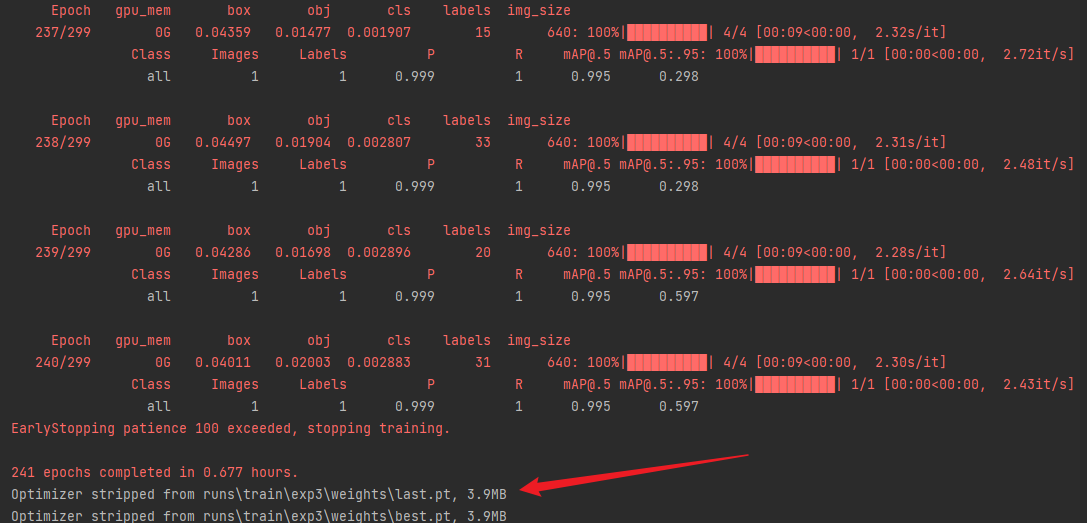 Epoch gpu_mem box obj cls labels img_size
237/299 0G 0.04359 0.01477 0.001907 15 640: 100%|██████████| 4/4 [00:09<00:00, 2.32s/it]
Class Images Labels P R mAP@.5 mAP@.5:.95: 100%|██████████| 1/1 [00:00<00:00, 2.72it/s]
all 1 1 0.999 1 0.995 0.298
Epoch gpu_mem box obj cls labels img_size
238/299 0G 0.04497 0.01904 0.002807 33 640: 100%|██████████| 4/4 [00:09<00:00, 2.31s/it]
Class Images Labels P R mAP@.5 mAP@.5:.95: 100%|██████████| 1/1 [00:00<00:00, 2.48it/s]
all 1 1 0.999 1 0.995 0.298
Epoch gpu_mem box obj cls labels img_size
239/299 0G 0.04286 0.01698 0.002896 20 640: 100%|██████████| 4/4 [00:09<00:00, 2.28s/it]
Class Images Labels P R mAP@.5 mAP@.5:.95: 100%|██████████| 1/1 [00:00<00:00, 2.64it/s]
all 1 1 0.999 1 0.995 0.597
Epoch gpu_mem box obj cls labels img_size
240/299 0G 0.04011 0.02003 0.002883 31 640: 100%|██████████| 4/4 [00:09<00:00, 2.30s/it]
Class Images Labels P R mAP@.5 mAP@.5:.95: 100%|██████████| 1/1 [00:00<00:00, 2.43it/s]
all 1 1 0.999 1 0.995 0.597
EarlyStopping patience 100 exceeded, stopping training.
241 epochs completed in 0.677 hours.
Optimizer stripped from runs\train\exp3\weights\last.pt, 3.9MB
Optimizer stripped from runs\train\exp3\weights\best.pt, 3.9MB